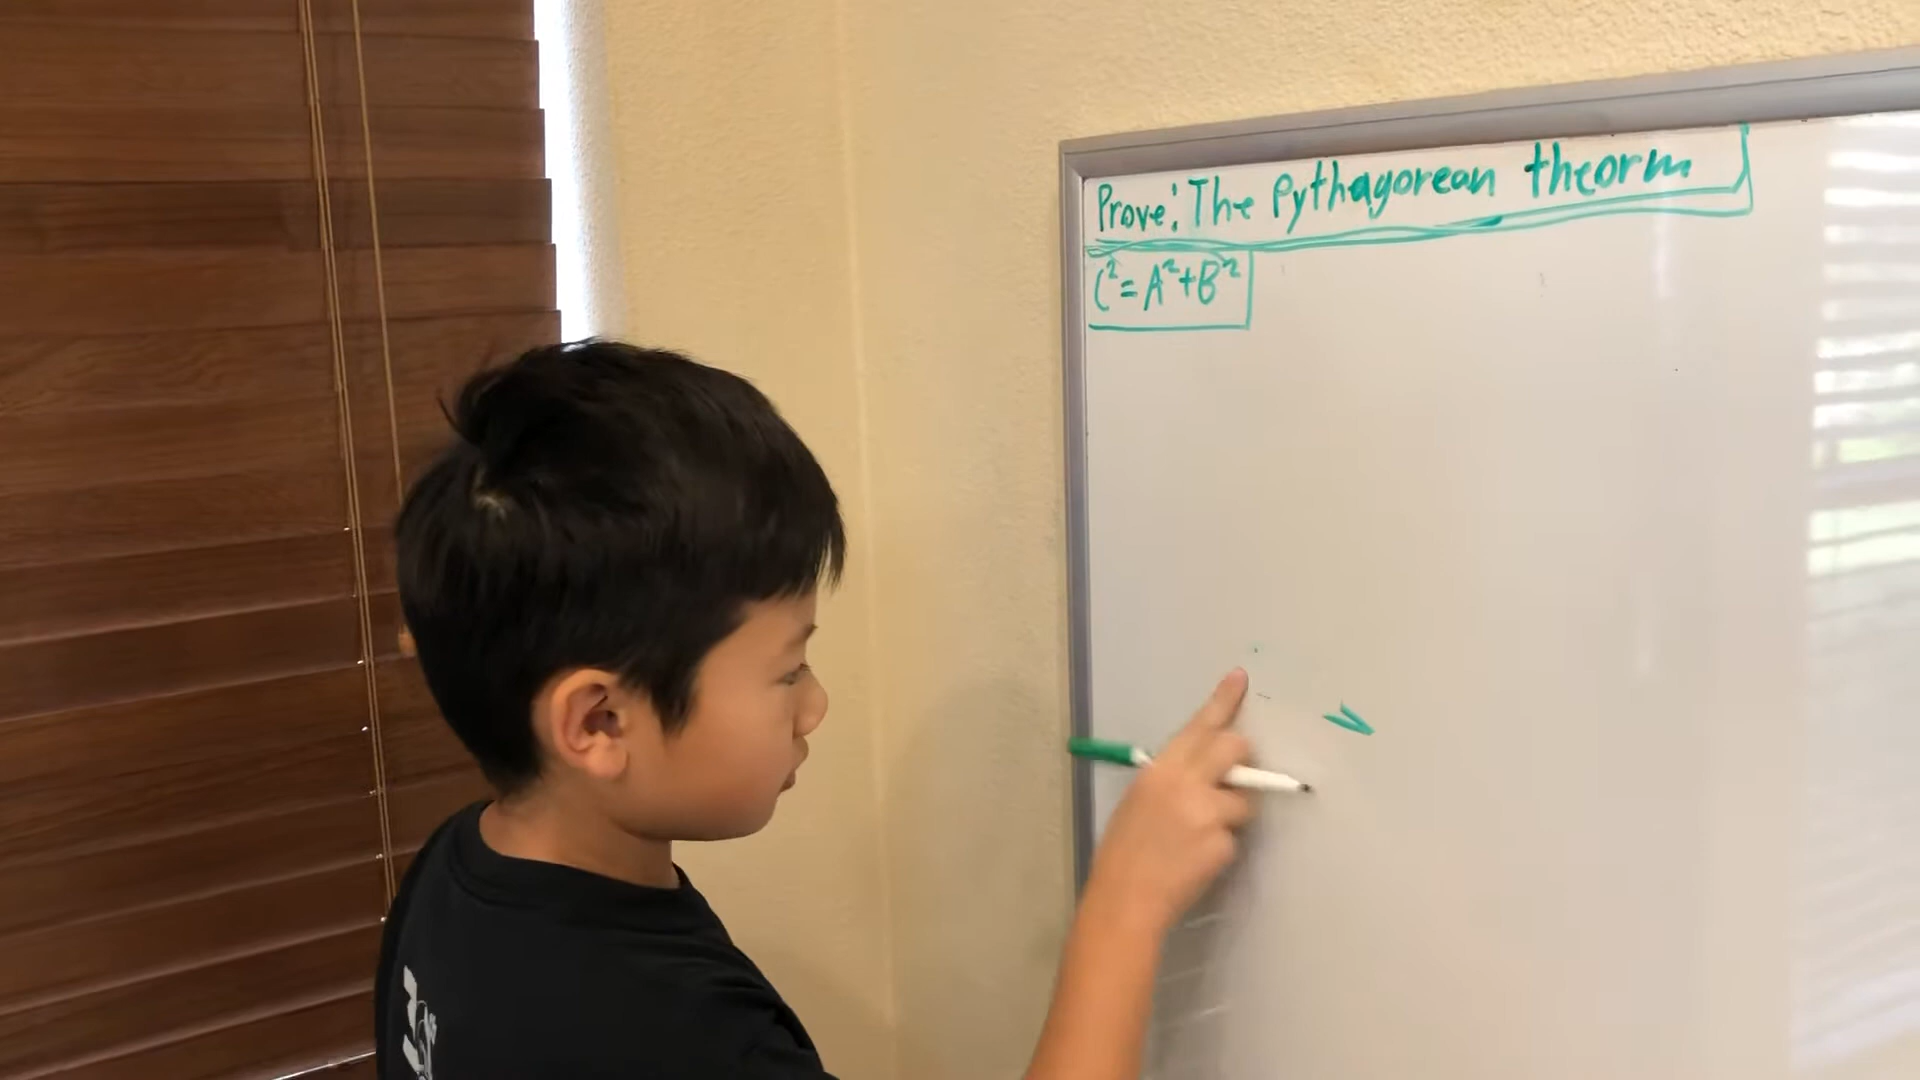 Prove: The Pythagorean theorm
C²=A²+B²